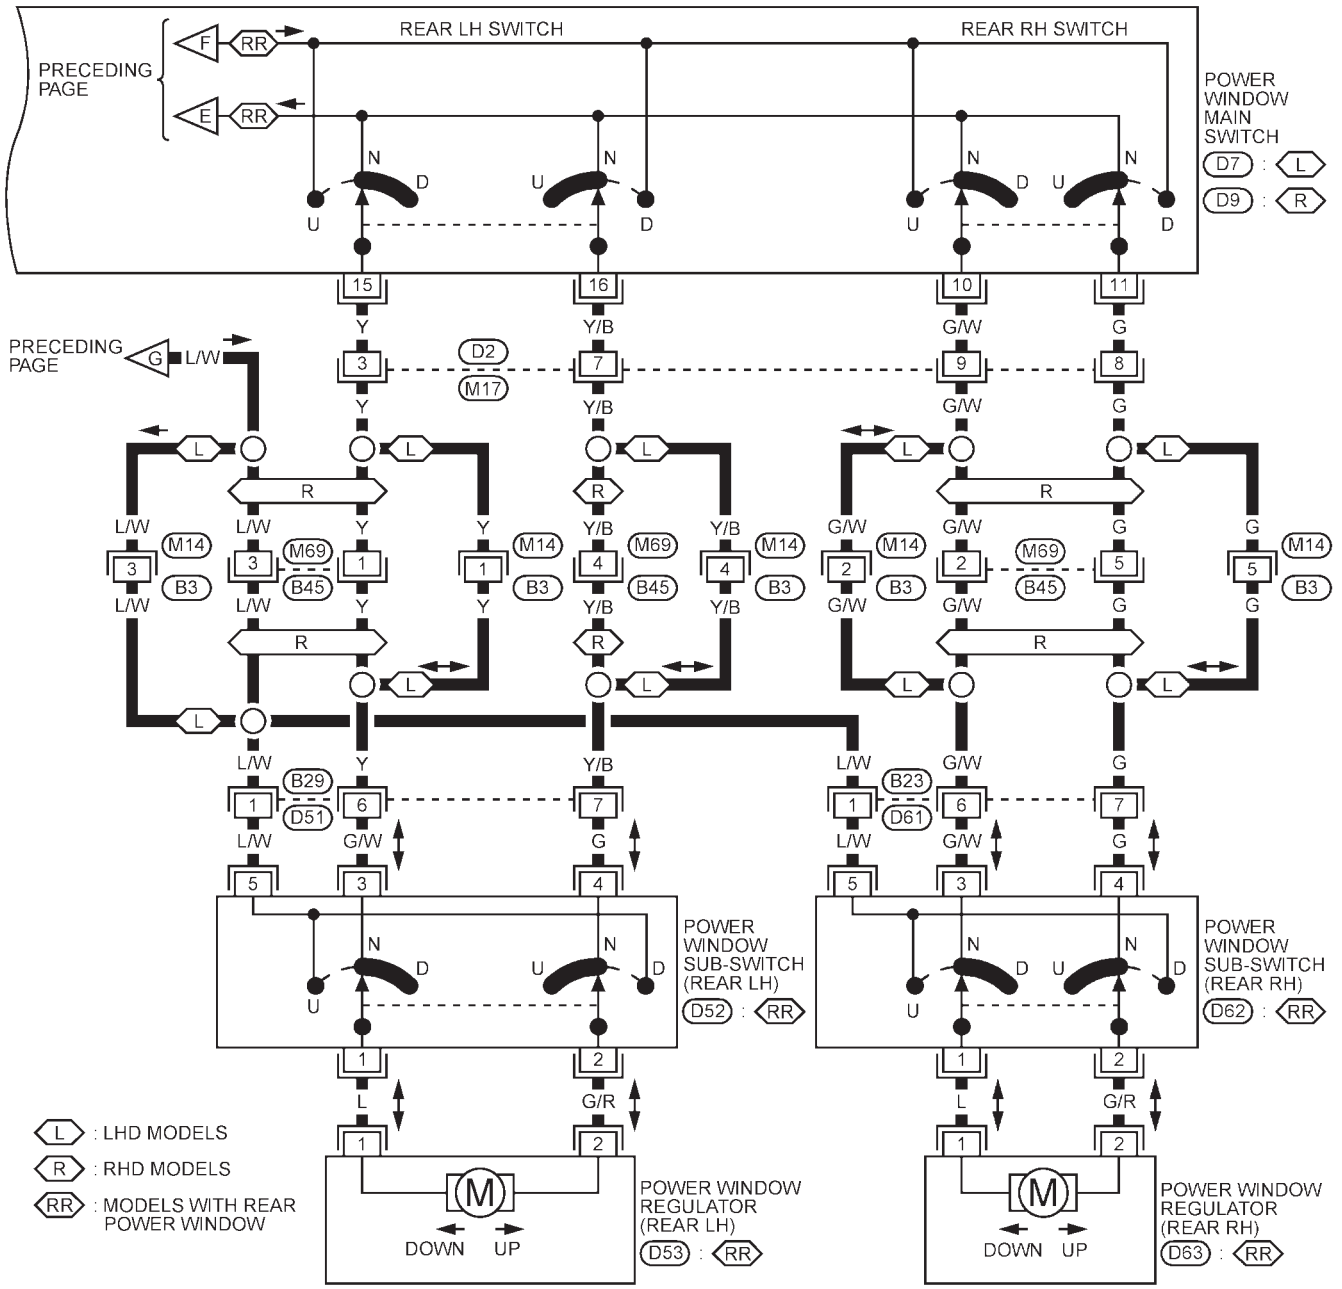 REAR LH SWITCH REAR RH SWITCH
F RR
PRECEDING
PAGE
E RR
POWER
WINDOW
MAIN
SWITCH
D7 : L
D9 : R
N D U N N D U N
U D U D
15 16 10 11
Y Y/B G/W G
PRECEDING
PAGE
G L/W
3 D2 7 9 8
M17
Y Y/B G/W G
L L L L L
R R R
L/W L/W Y Y Y/B Y/B G/W G/W G G
M14 M69 M14 M69 M14 M14 M69 M14
3 3 1 1 4 4 2 2 5 5
B3 B45 B3 B45 B3 B3 B45 B3
L/W L/W Y Y Y/B Y/B G/W G/W G G
R R R
L L L L
L
L/W Y Y/B L/W G/W G
B29 B23
1 6 7 1 6 7
D51 D61
L/W G/W G L/W G/W G
5 3 4 5 3 4
POWER
WINDOW
SUB-SWITCH
(REAR LH)
D52 : RR
POWER
WINDOW
SUB-SWITCH
(REAR RH)
D62 : RR
N N N N
D U D D U D
U U
1 2 1 2
L G/R L G/R
1 2 1 2
L : LHD MODELS
R : RHD MODELS
RR : MODELS WITH REAR
POWER WINDOW
M
DOWN UP
POWER WINDOW
REGULATOR
(REAR LH)
D53 : RR
M
DOWN UP
POWER WINDOW
REGULATOR
(REAR RH)
D63 : RR